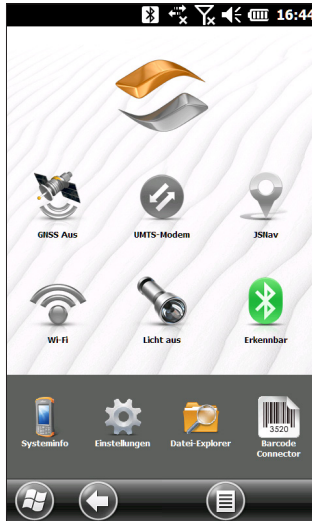 16:44
GNSS Aus
UMTS-Modem
JSNav
Wi-Fi
Licht aus
Erkennbar
3520
Systeminfo
Einstellungen
Datei-Explorer
Barcode
Connector